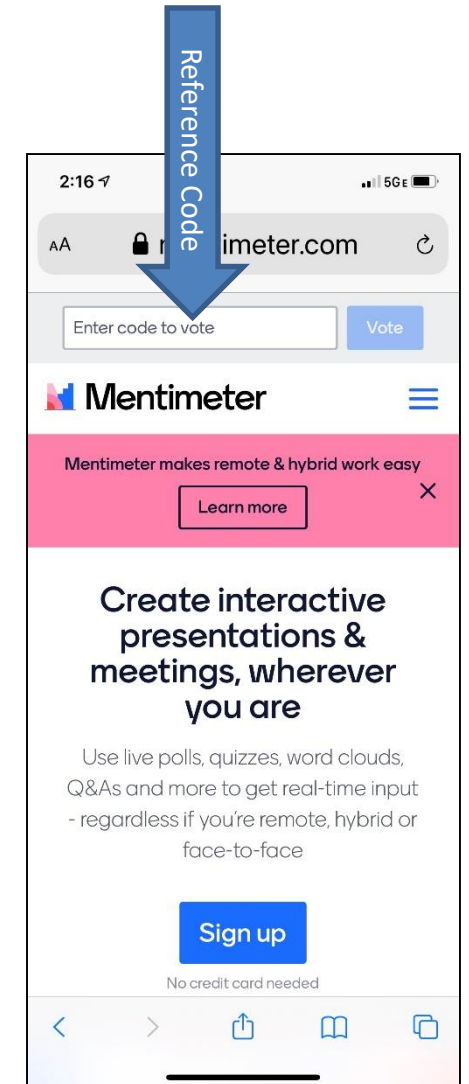 Reference Code
2:16
5GE
AA
imeter.com
Enter code to vote
Vote
Mentimeter
Mentimeter makes remote & hybrid work easy
Learn more
Create interactive
presentations &
meetings, wherever
you are
Use live polls, quizzes, word clouds,
Q&As and more to get real-time input
- regardless if you're remote, hybrid or
face-to-face
Sign up
No credit card needed